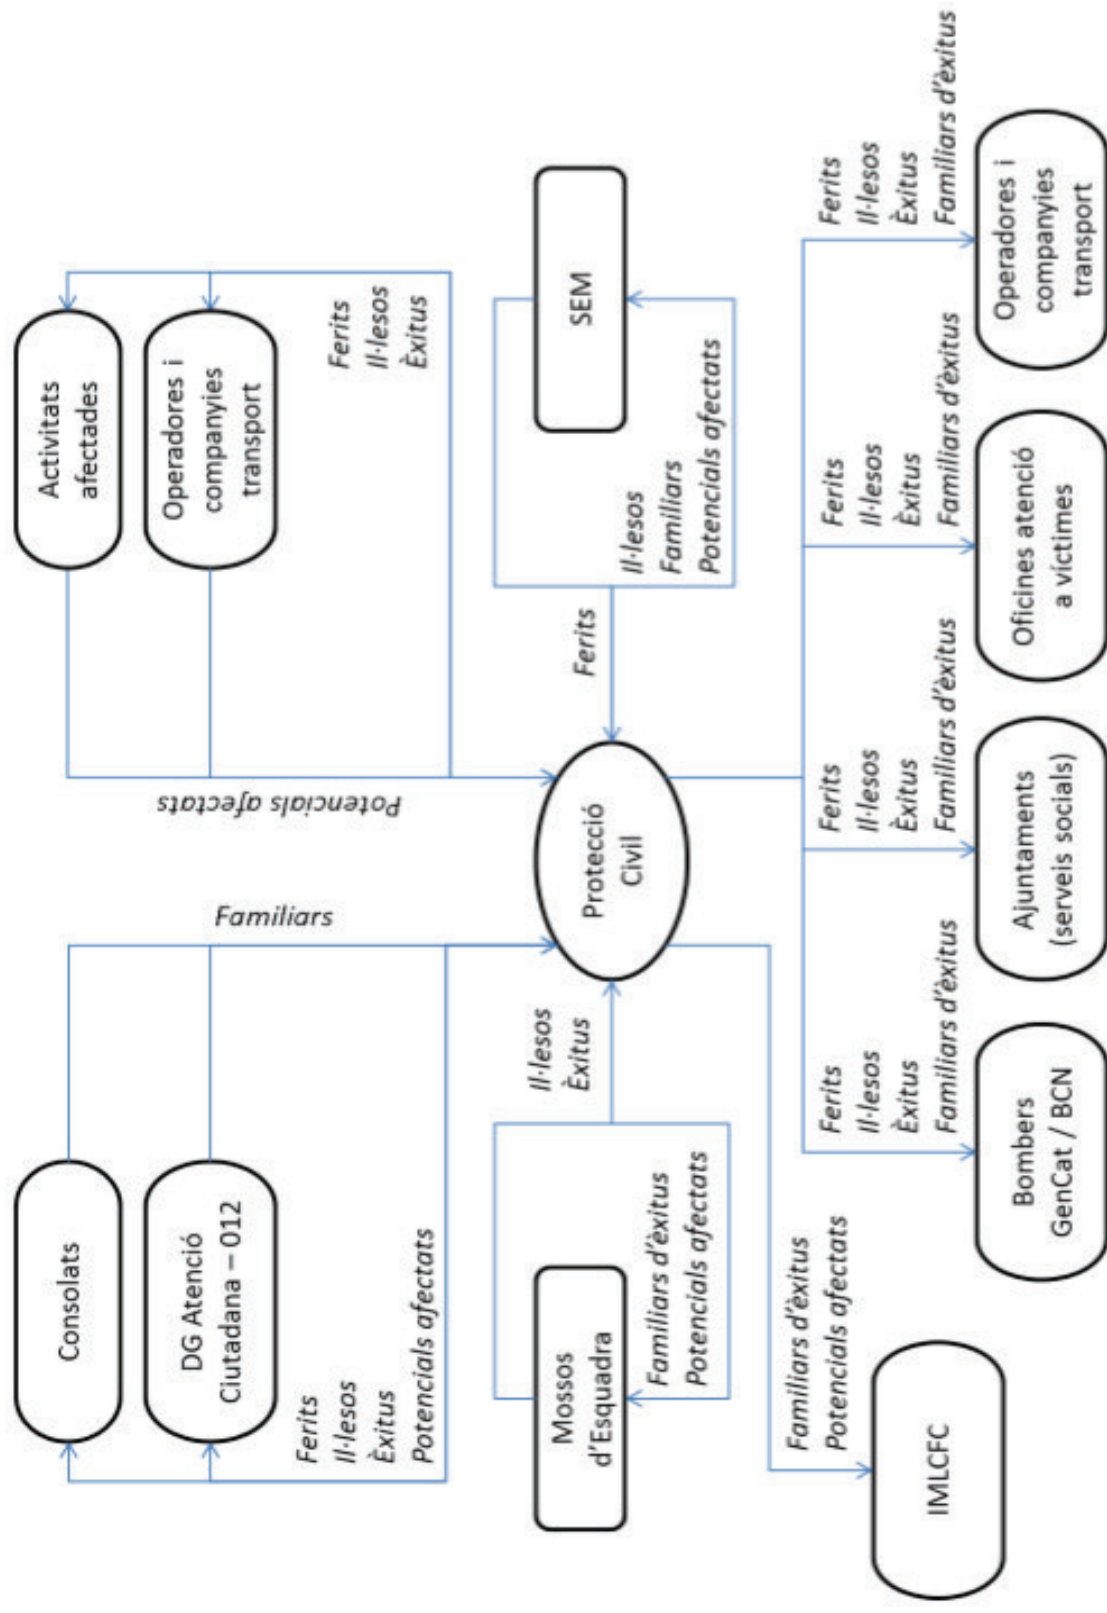 Consolats
DG Atenció
Ciutadana – 012
Ferits
Il·lesos
Èxitus
Potencials afectats
Familiars
Activitats
afectades
Operadores i
companyies
transport
Potencials afectats
Ferits
Il·lesos
Èxitus
Mossos
d'Esquadra
Il·lesos
Èxitus
Familiars d'èxitus
Potencials afectats
Protecció
Civil
Ferits
SEM
Il·lesos
Familiars
Potencials afectats
Familiars d'èxitus
Potencials afectats
IMLCFC
Ferits
Il·lesos
Èxitus
Familiars d'èxitus
Bombers
GenCat / BCN
Ferits
Il·lesos
Èxitus
Familiars d'èxitus
Ajuntaments
(serveis socials)
Ferits
Il·lesos
Èxitus
Familiars d'èxitus
Oficines atenció
a víctimes
Ferits
Il·lesos
Èxitus
Familiars d'èxitus
Operadores i
companyies
transport